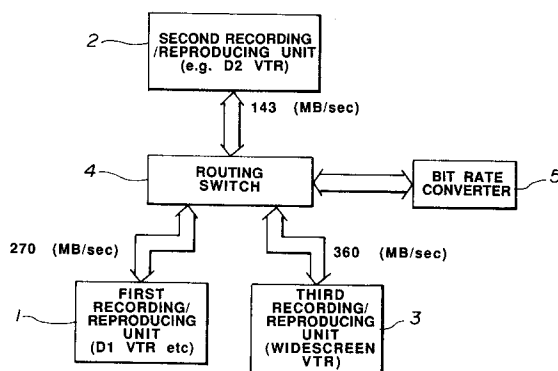 2
SECOND RECORDING
/REPRODUCING UNIT
(e.g. D2 VTR)
143 (MB/sec)
4
ROUTING
SWITCH
BIT RATE
CONVERTER
5
270 (MB/sec)
360 (MB/sec)
1
FIRST
RECORDING/
REPRODUCING
UNIT
(D1 VTR etc)
THIRD
RECORDING/
REPRODUCING
UNIT
(WIDESCREEN
VTR)
3